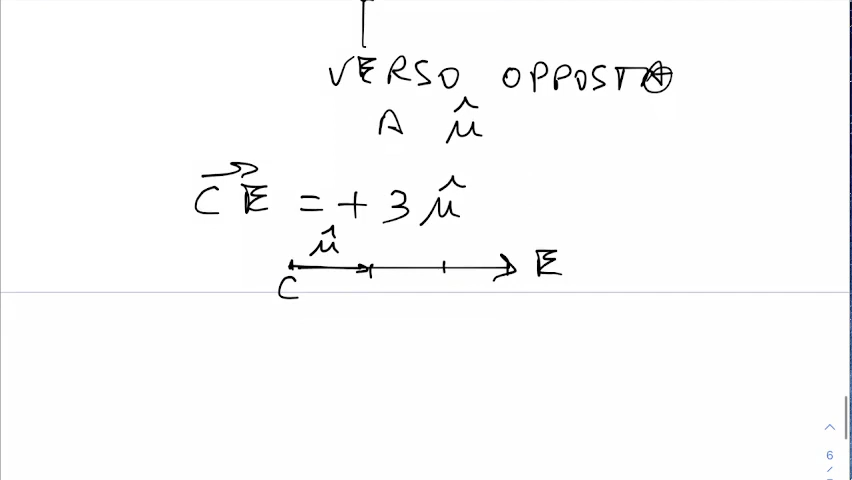 VERSO OPPOSTO
A û
CE = + 3 û
û
C E
6